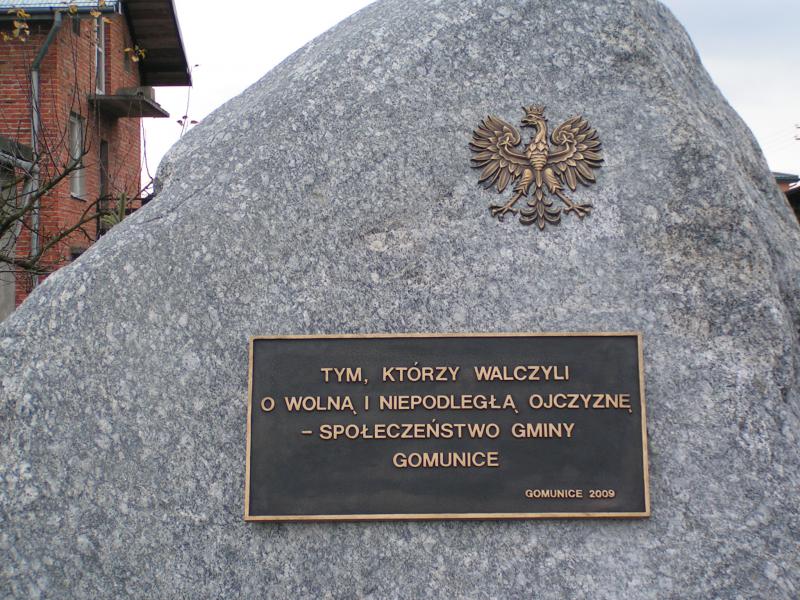 TYM, KTÓRZY WALCZYLI
O WOLNĄ I NIEPODLEGŁĄ OJCZYZNĘ
- SPOŁECZEŃSTWO GMINY
GOMUNICE
GOMUNICE 2009